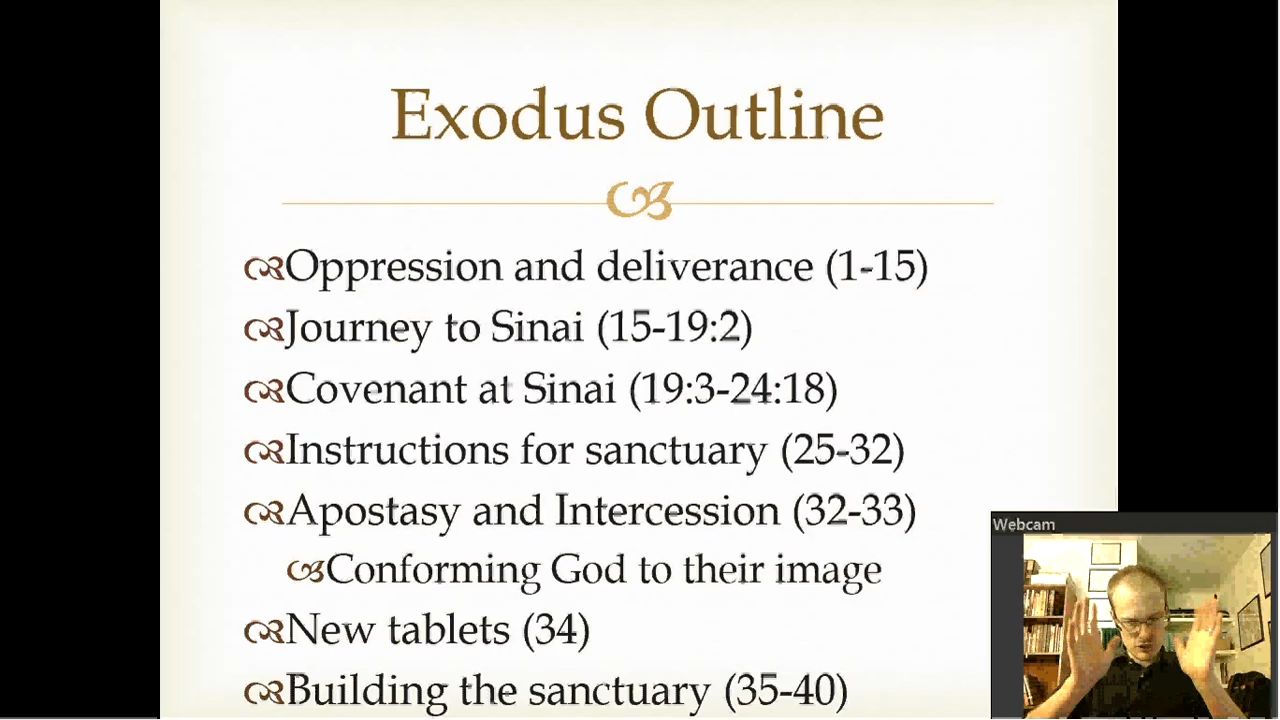 Exodus Outline
Oppression and deliverance (1-15)
Journey to Sinai (15-19:2)
Covenant at Sinai (19:3-24:18)
Instructions for sanctuary (25-32)
Apostasy and Intercession (32-33)
Conforming God to their image
New tablets (34)
Building the sanctuary (35-40)
Webcam